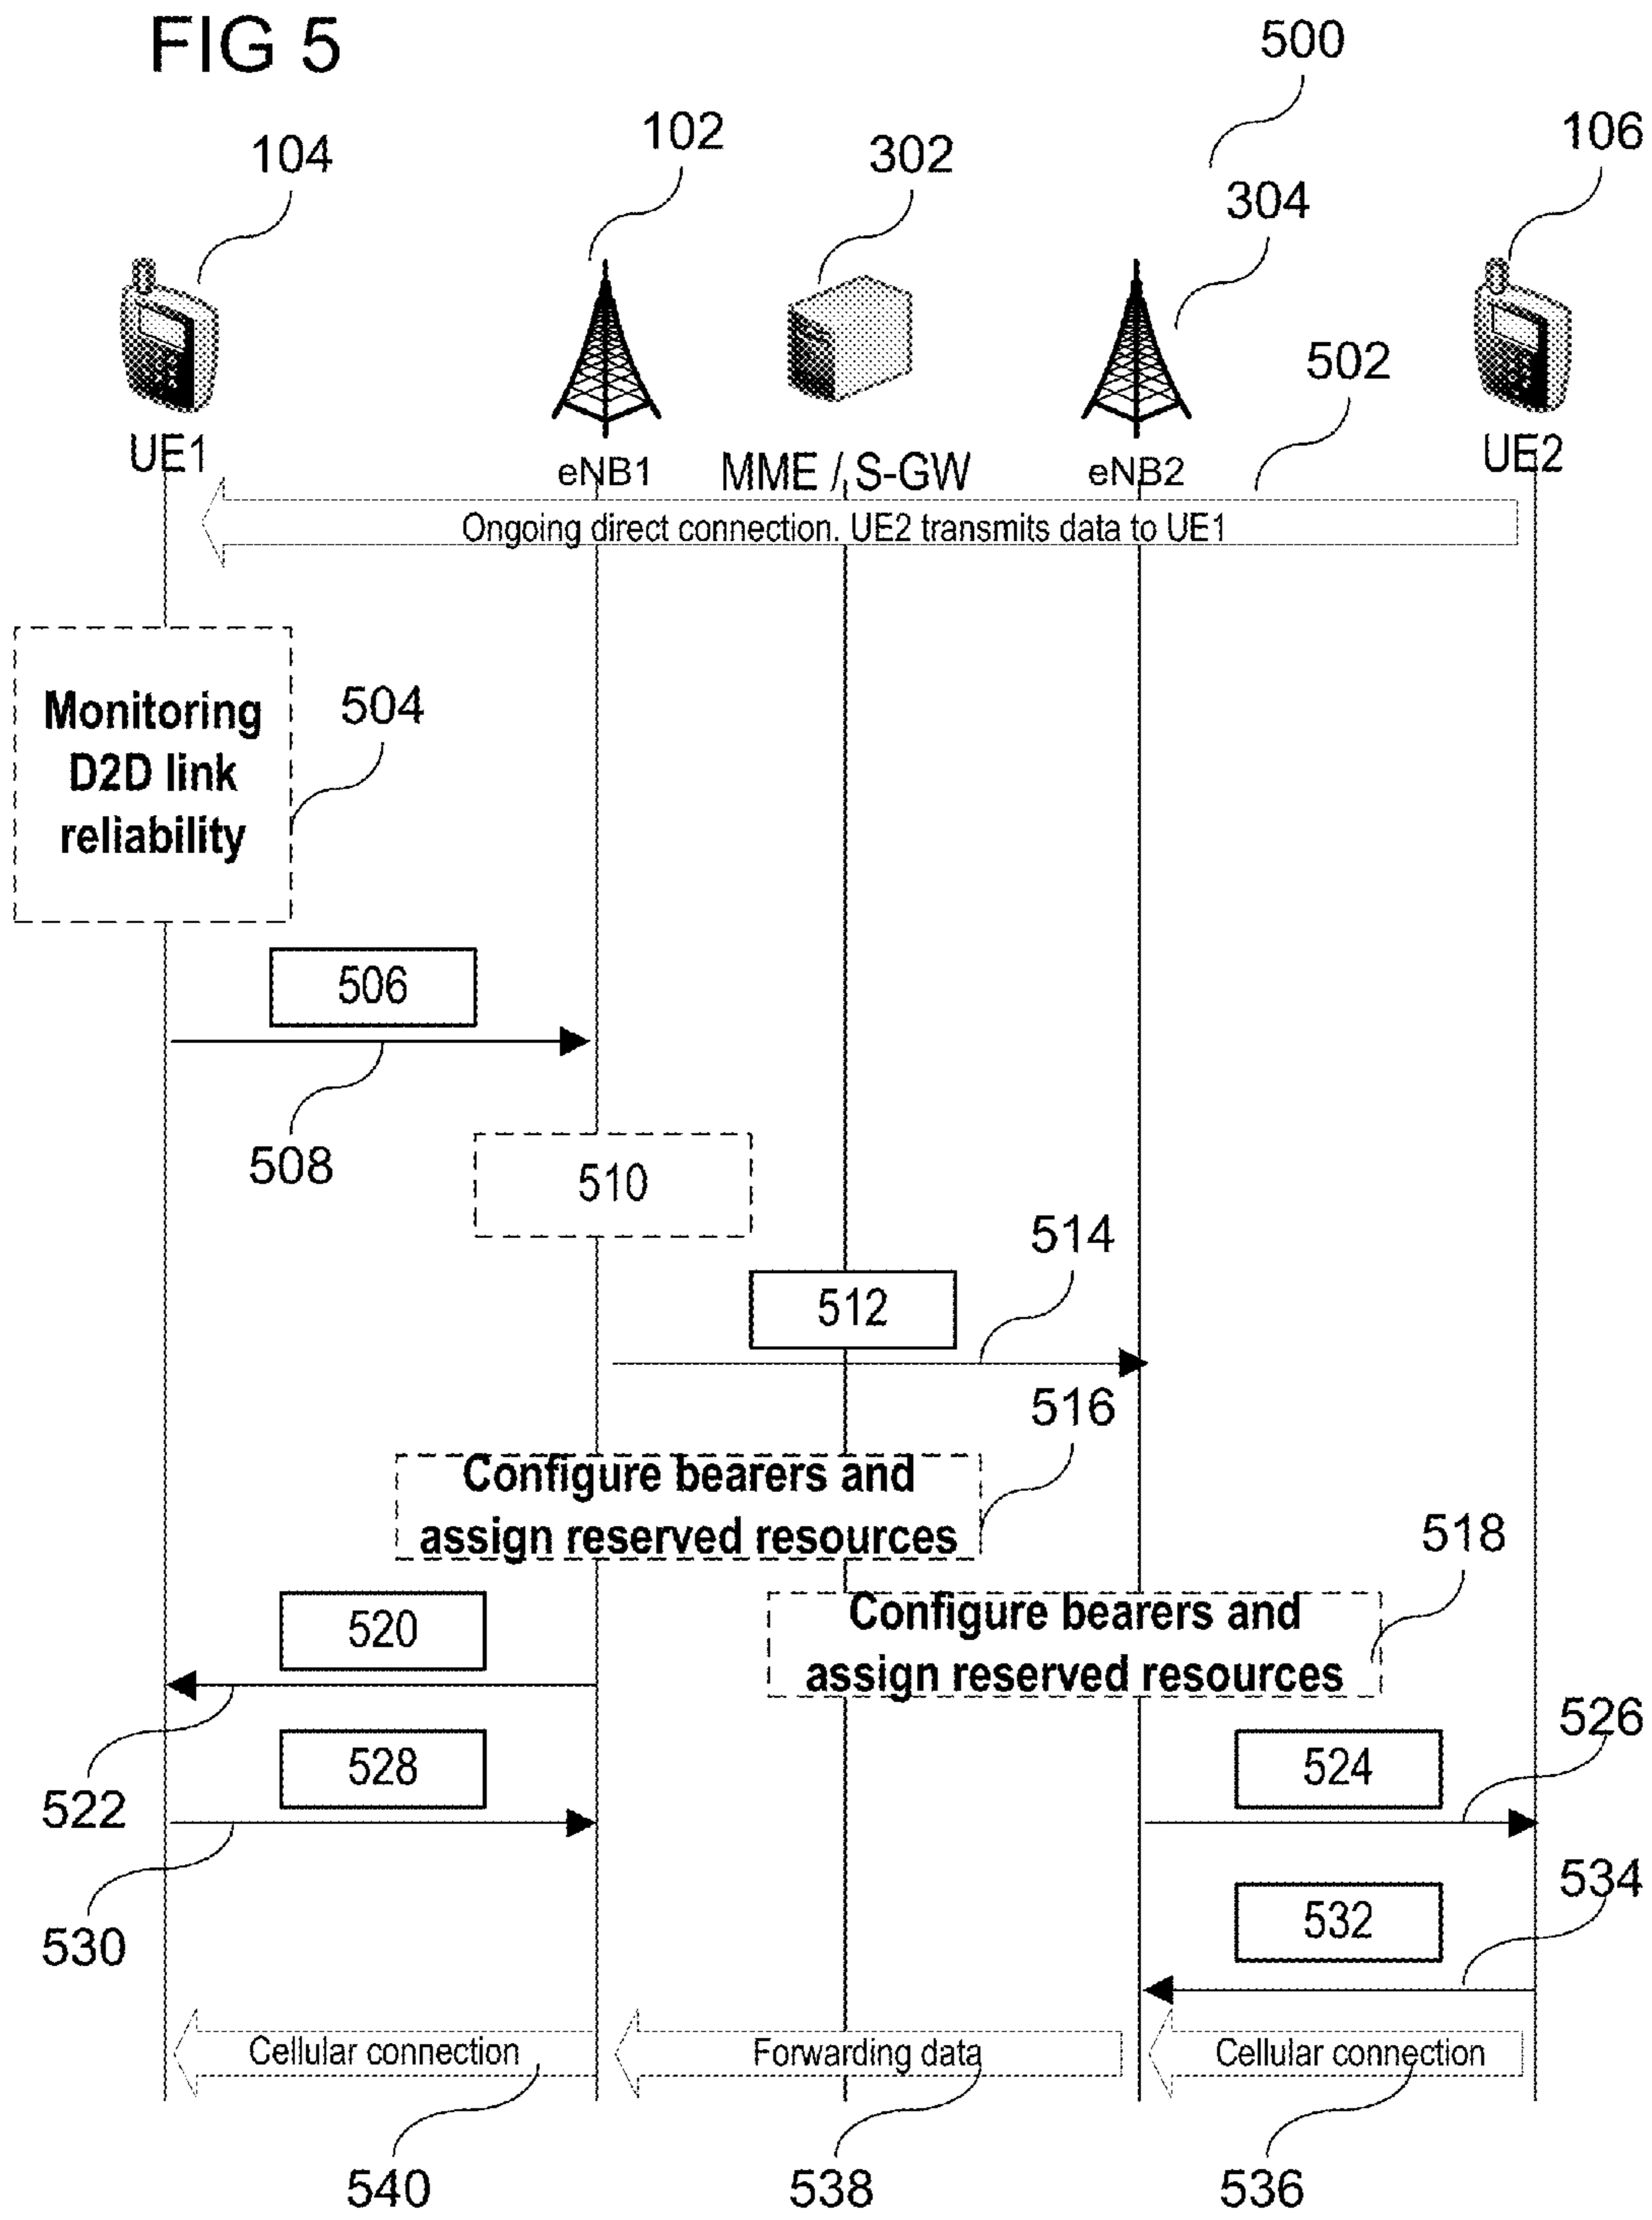 FIG 5
500
104
102
302
304
106
502
UE1
eNB1
MME / S-GW
eNB2
UE2
Ongoing direct connection. UE2 transmits data to UE1
Monitoring
D2D link
reliability
504
506
508
510
514
512
516
Configure bearers and
assign reserved resources
518
520
Configure bearers and
assign reserved resources
522
528
524
526
530
532
534
Cellular connection
Forwarding data
Cellular connection
540
538
536